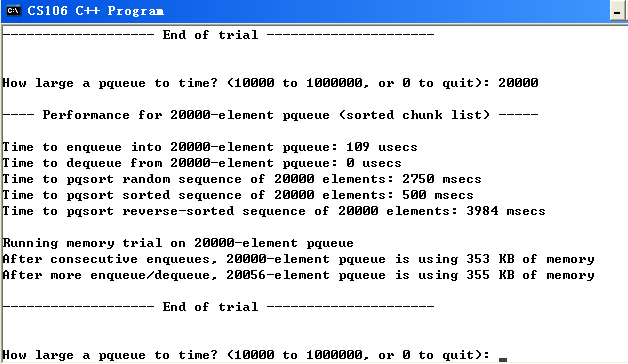 CS106 C++ Program
------------------- End of trial ---------------------
How large a pqueue to time? (10000 to 1000000, or 0 to quit): 20000
---- Performance for 20000-element pqueue (sorted chunk list) -----
Time to enqueue into 20000-element pqueue: 109 usecs
Time to dequeue from 20000-element pqueue: 0 usecs
Time to pqsort random sequence of 20000 elements: 2750 msecs
Time to pqsort sorted sequence of 20000 elements: 500 msecs
Time to pqsort reverse-sorted sequence of 20000 elements: 3984 msecs
Running memory trial on 20000-element pqueue
After consecutive enqueues, 20000-element pqueue is using 353 KB of memory
After more enqueue/dequeue, 20056-element pqueue is using 355 KB of memory
------------------- End of trial ---------------------
How large a pqueue to time? (10000 to 1000000, or 0 to quit):